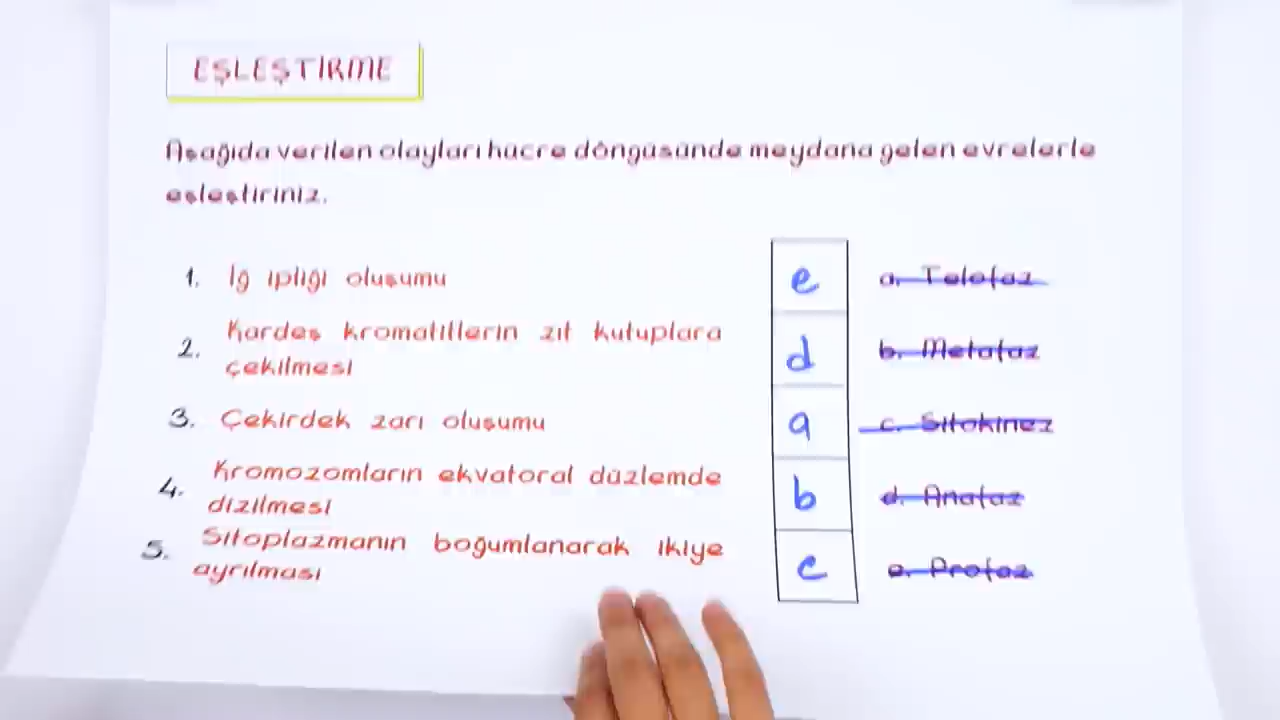 EŞLEŞTİRME
Aşağıda verilen olayları hücre döngüsünde meydana gelen evrelerle
eşleştiriniz.
1. İğ ipliği oluşumu
e
a. Telofaz
2. Kardeş kromatitlerin zıt kutuplara
çekilmesi
d
b. Metafaz
3. Çekirdek zarı oluşumu
a
c. Sitokinez
4. Kromozomların ekvatoral düzlemde
dizilmesi
b
d. Anafaz
5. Sitoplazmanın boğumlanarak ikiye
ayrılması
c
e. Profaz